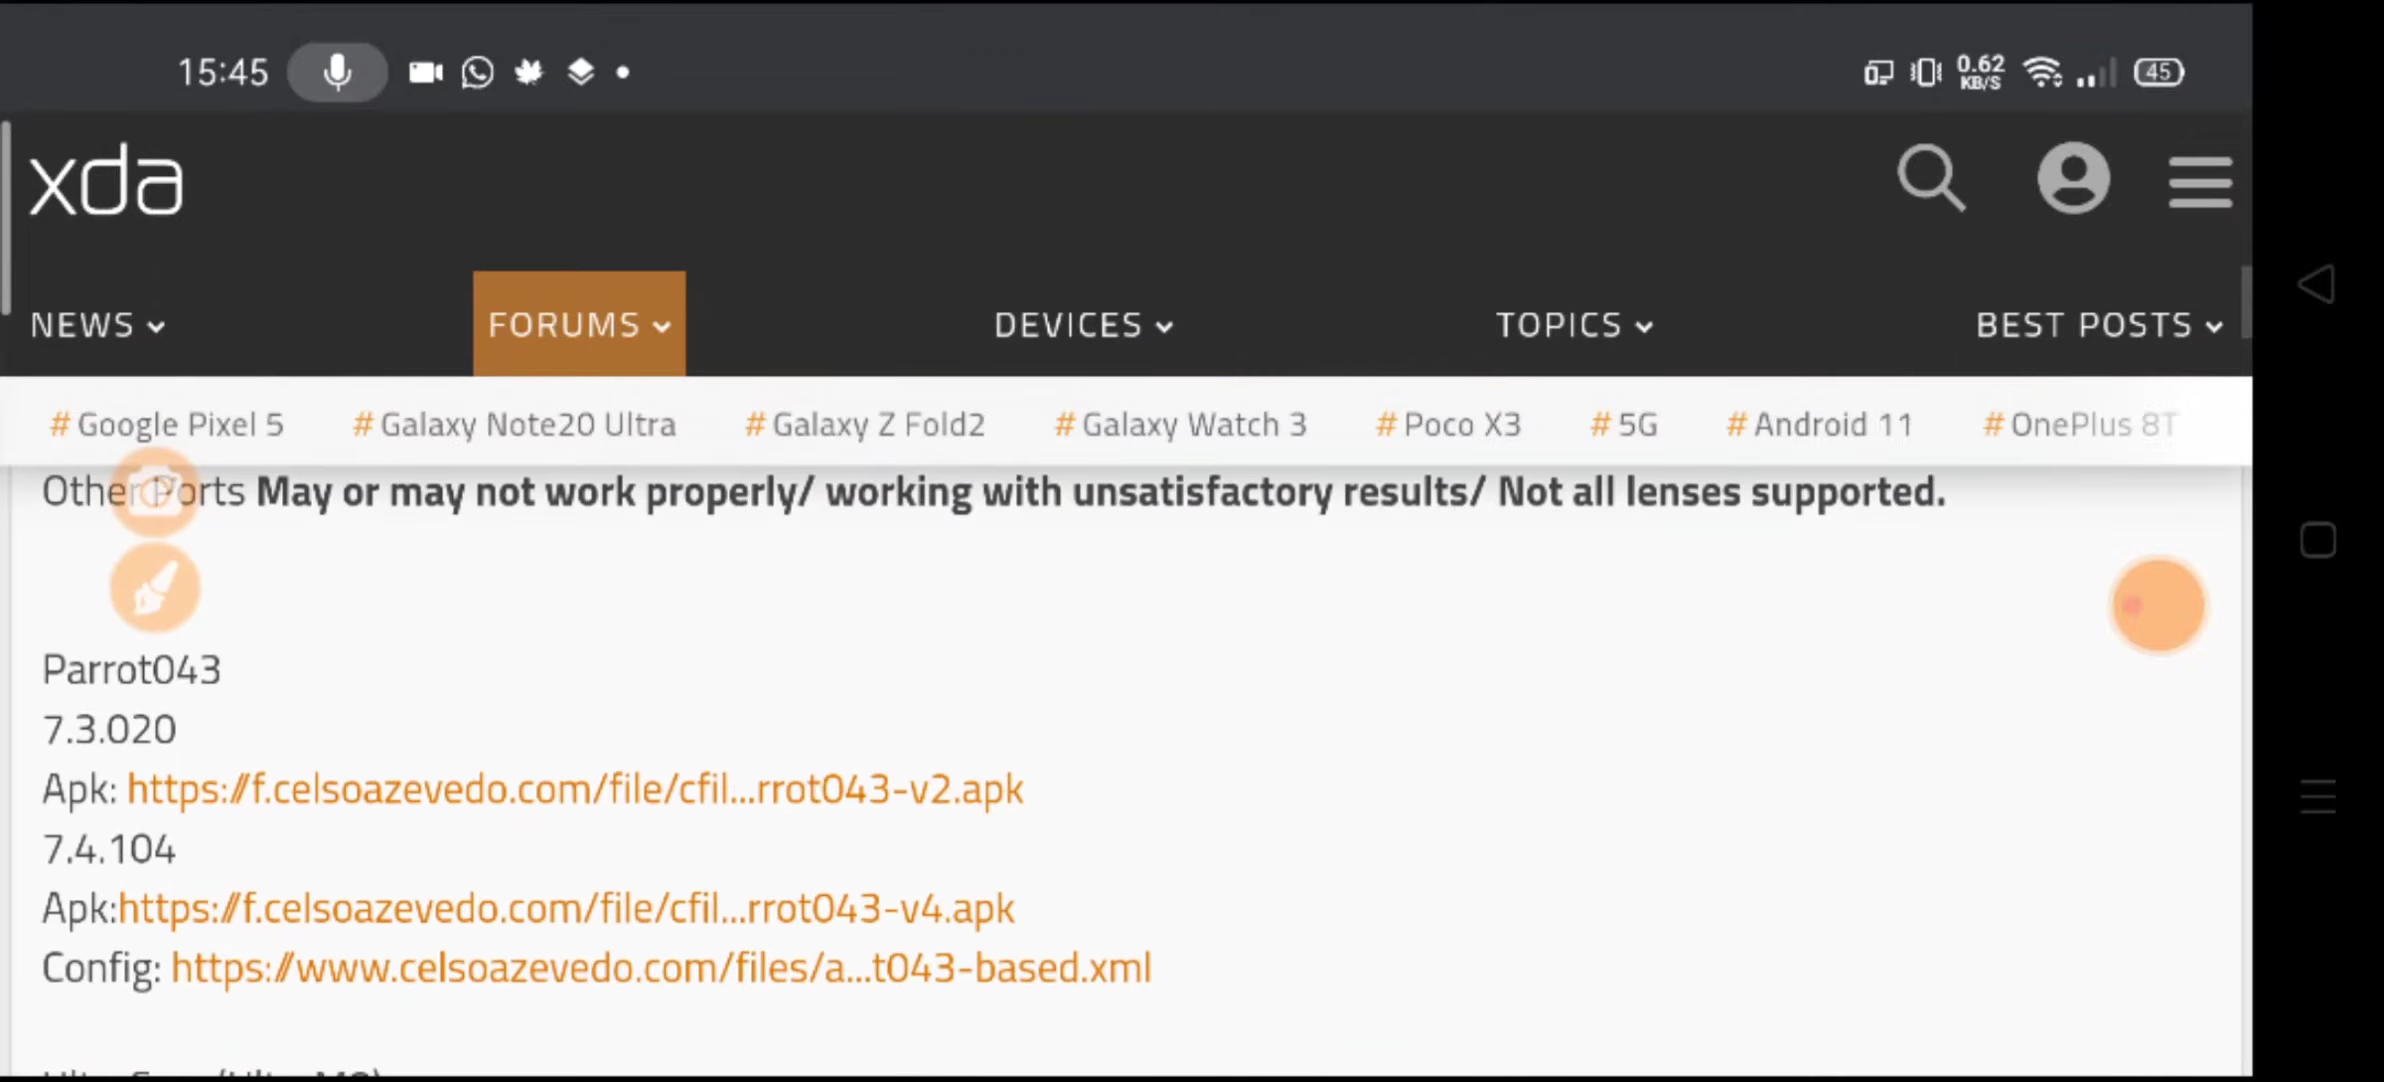 15:45
0.62
KB/S
45
xda
NEWS
FORUMS
DEVICES
TOPICS
BEST POSTS
#Google Pixel 5
#Galaxy Note20 Ultra
#Galaxy Z Fold2
#Galaxy Watch 3
#Poco X3
#5G
#Android 11
#OnePlus 8T
Other Ports May or may not work properly/ working with unsatisfactory results/ Not all lenses supported.
Parrot043
7.3.020
Apk: https://f.celsoazevedo.com/file/cfil...rrot043-v2.apk
7.4.104
Apk:https://f.celsoazevedo.com/file/cfil...rrot043-v4.apk
Config: https://www.celsoazevedo.com/files/a...t043-based.xml